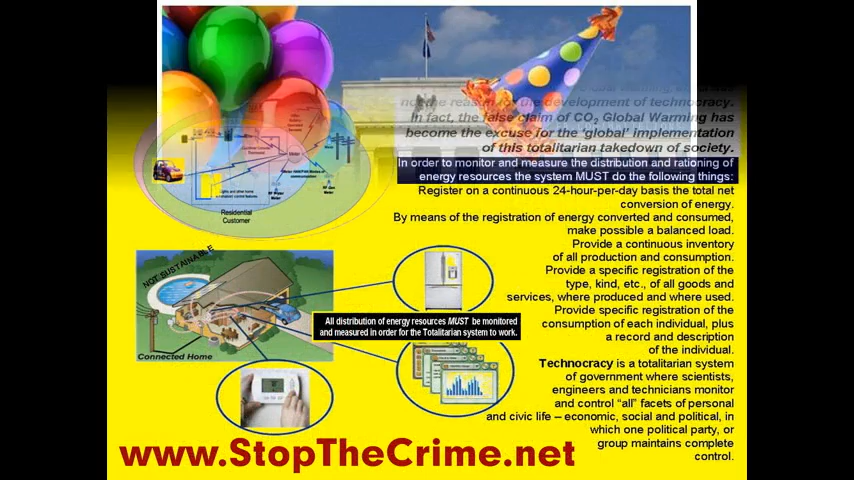 not the reason for the development of technocracy.
In fact, the false claim of CO₂ Global Warming has
become the excuse for the ‘global’ implementation
of this totalitarian takedown of society.
In order to monitor and measure the distribution and rationing of
energy resources the system MUST do the following things:
Register on a continuous 24-hour-per-day basis the total net
conversion of energy.
By means of the registration of energy converted and consumed,
make possible a balanced load.
Provide a continuous inventory
of all production and consumption.
Provide a specific registration of the
type, kind, etc., of all goods and
services, where produced and where used.
Provide specific registration of the
consumption of each individual, plus
a record and description
of the individual.
Technocracy is a totalitarian system
of government where scientists,
engineers and technicians monitor
and control “all” facets of personal
and civic life – economic, social and political, in
which one political party, or
group maintains complete
control.
Residential
Customer
NOT SUSTAINABLE
Connected Home
All distribution of energy resources MUST be monitored
and measured in order for the Totalitarian system to work.
www.StopTheCrime.net